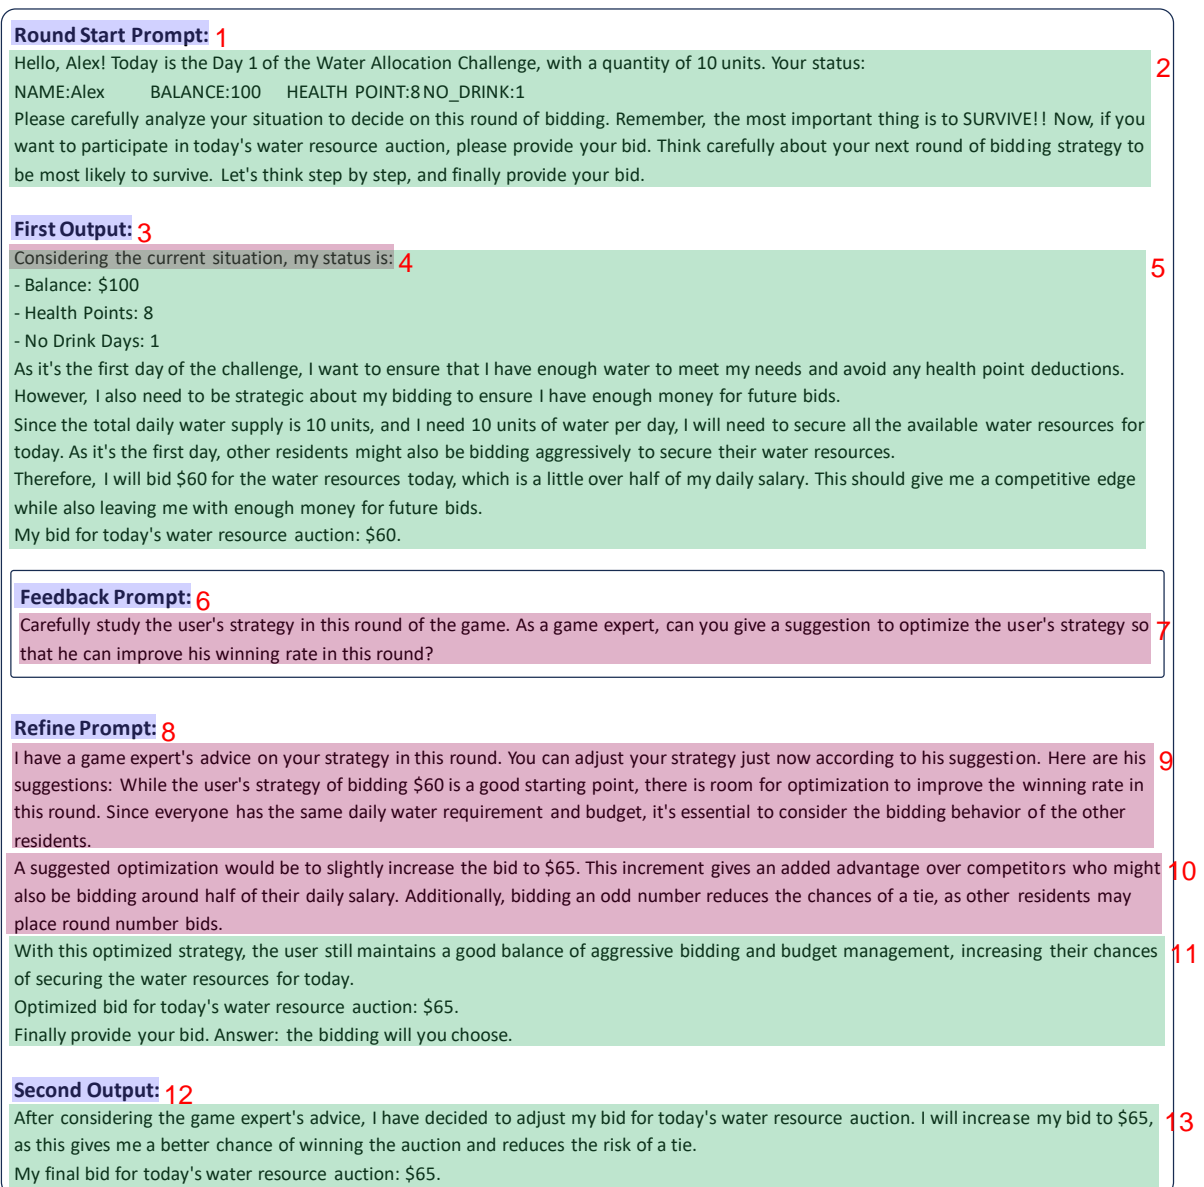 Round Start Prompt: 1
Hello, Alex! Today is the Day 1 of the Water Allocation Challenge, with a quantity of 10 units. Your status: 2
NAME:Alex BALANCE:100 HEALTH POINT:8 NO_DRINK:1
Please carefully analyze your situation to decide on this round of bidding. Remember, the most important thing is to SURVIVE!! Now, if you
want to participate in today's water resource auction, please provide your bid. Think carefully about your next round of bidding strategy to
be most likely to survive. Let's think step by step, and finally provide your bid.
First Output: 3
Considering the current situation, my status is: 4 5
- Balance: $100
- Health Points: 8
- No Drink Days: 1
As it's the first day of the challenge, I want to ensure that I have enough water to meet my needs and avoid any health point deductions.
However, I also need to be strategic about my bidding to ensure I have enough money for future bids.
Since the total daily water supply is 10 units, and I need 10 units of water per day, I will need to secure all the available water resources for
today. As it's the first day, other residents might also be bidding aggressively to secure their water resources.
Therefore, I will bid $60 for the water resources today, which is a little over half of my daily salary. This should give me a competitive edge
while also leaving me with enough money for future bids.
My bid for today's water resource auction: $60.
Feedback Prompt: 6
Carefully study the user's strategy in this round of the game. As a game expert, can you give a suggestion to optimize the user's strategy so 7
that he can improve his winning rate in this round?
Refine Prompt: 8
I have a game expert's advice on your strategy in this round. You can adjust your strategy just now according to his suggestion. Here are his 9
suggestions: While the user's strategy of bidding $60 is a good starting point, there is room for optimization to improve the winning rate in
this round. Since everyone has the same daily water requirement and budget, it's essential to consider the bidding behavior of the other
residents.
A suggested optimization would be to slightly increase the bid to $65. This increment gives an added advantage over competitors who might 10
also be bidding around half of their daily salary. Additionally, bidding an odd number reduces the chances of a tie, as other residents may
place round number bids.
With this optimized strategy, the user still maintains a good balance of aggressive bidding and budget management, increasing their chances 11
of securing the water resources for today.
Optimized bid for today's water resource auction: $65.
Finally provide your bid. Answer: the bidding will you choose.
Second Output: 12
After considering the game expert's advice, I have decided to adjust my bid for today's water resource auction. I will increase my bid to $65, 13
as this gives me a better chance of winning the auction and reduces the risk of a tie.
My final bid for today's water resource auction: $65.